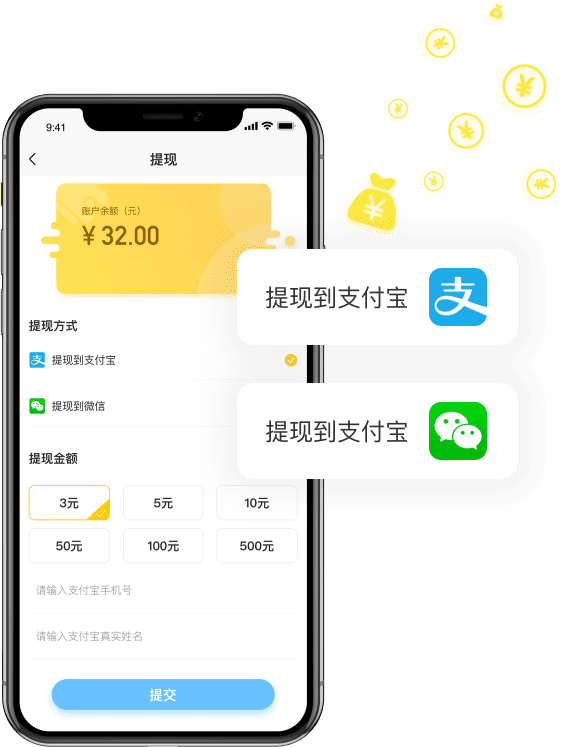 9:41
提现
账户余额（元）
¥ 32.00
提现到支付宝
提现方式
提现到支付宝
提现到微信
提现到支付宝
提现金额
3元 5元 10元
50元 100元 500元
请输入支付宝手机号
请输入支付宝真实姓名
提交